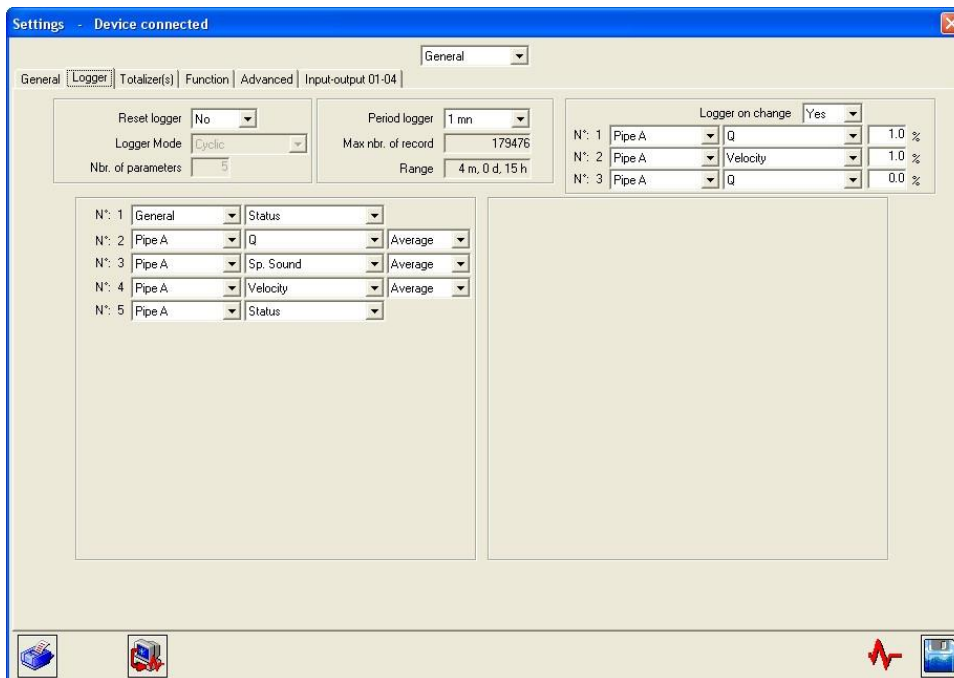 Settings - Device connected
General
General Logger Totalizer(s) Function Advanced Input-output 01-04
Reset logger No
Logger Mode Cyclic
Nbr. of parameters 5
Period logger 1 mn
Max nbr. of record 179476
Range 4 m, 0 d, 15 h
Logger on change Yes
N°: 1 Pipe A Q 1.0 %
N°: 2 Pipe A Velocity 1.0 %
N°: 3 Pipe A Q 0.0 %
N°: 1 General Status
N°: 2 Pipe A Q Average
N°: 3 Pipe A Sp. Sound Average
N°: 4 Pipe A Velocity Average
N°: 5 Pipe A Status